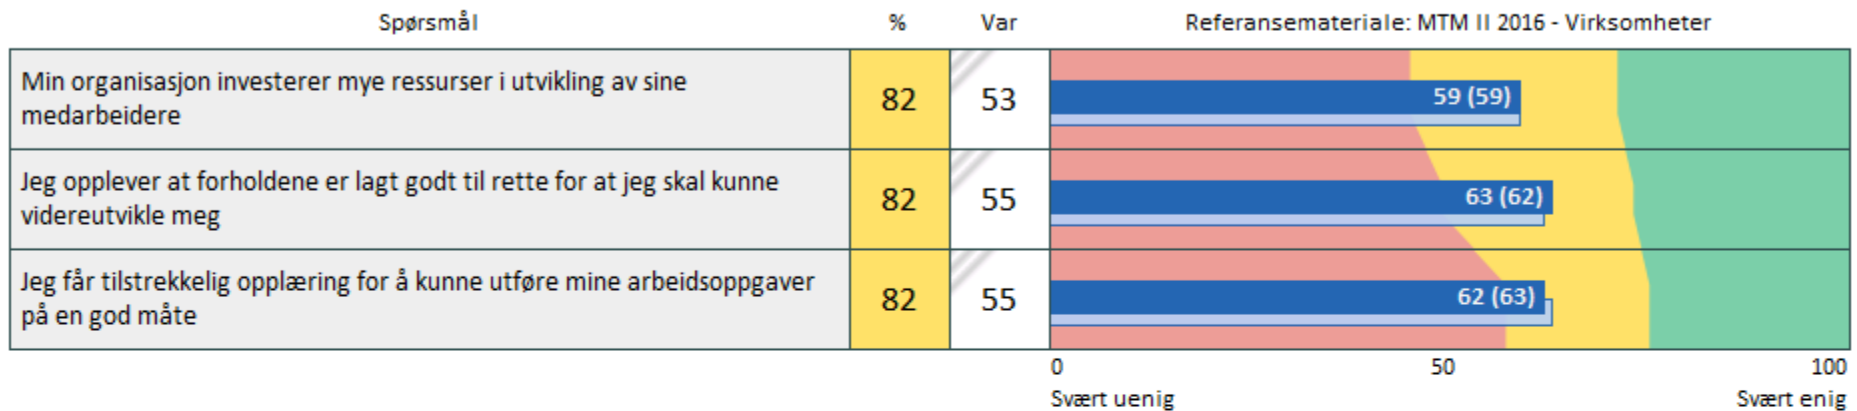 Spørsmål % Var Referansemateriale: MTM II 2016 - Virksomheter
Min organisasjon investerer mye ressurser i utvikling av sine
medarbeidere
82 53 59 (59)
Jeg opplever at forholdene er lagt godt til rette for at jeg skal kunne
videreutvikle meg
82 55 63 (62)
Jeg får tilstrekkelig opplæring for å kunne utføre mine arbeidsoppgaver
på en god måte
82 55 62 (63)
0 50 100
Svært uenig Svært enig